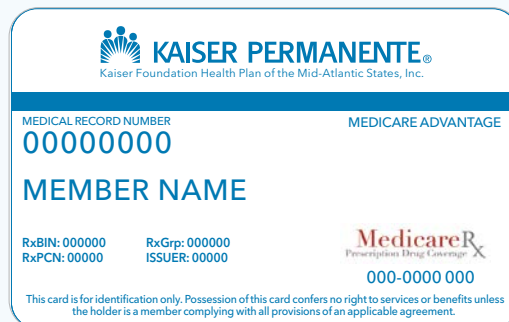 KAISER PERMANENTE®
Kaiser Foundation Health Plan of the Mid-Atlantic States, Inc.
MEDICAL RECORD NUMBER
MEDICARE ADVANTAGE
00000000
MEMBER NAME
RxBIN: 000000 RxGrp: 000000
RxPCN: 00000 ISSUER: 00000
MedicareRx
Prescription Drug Coverage
000-0000 000
This card is for identification only. Possession of this card confers no right to services or benefits unless
the holder is a member complying with all provisions of an applicable agreement.